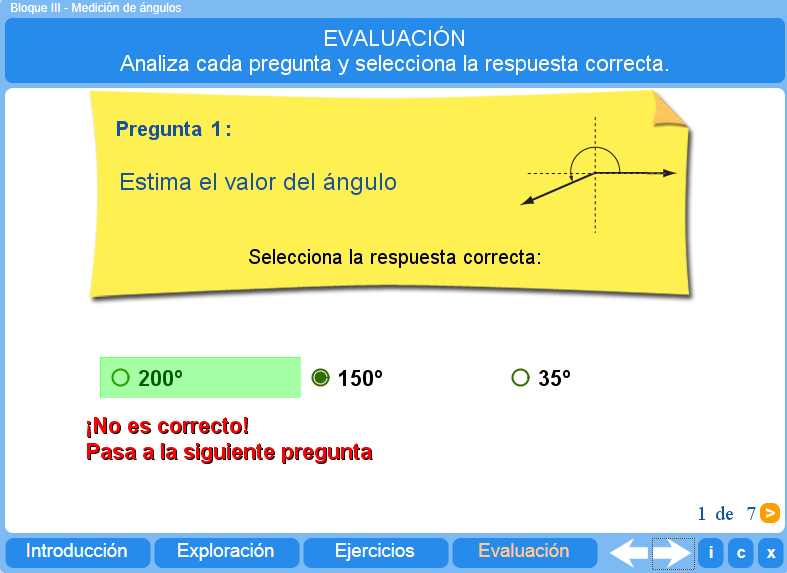 Bloque III - Medición de ángulos
EVALUACIÓN
Analiza cada pregunta y selecciona la respuesta correcta.
Pregunta 1:
Estima el valor del ángulo
Selecciona la respuesta correcta:
200º 150º 35º
¡No es correcto!
Pasa a la siguiente pregunta
1 de 7 >
Introducción Exploración Ejercicios Evaluación i c x